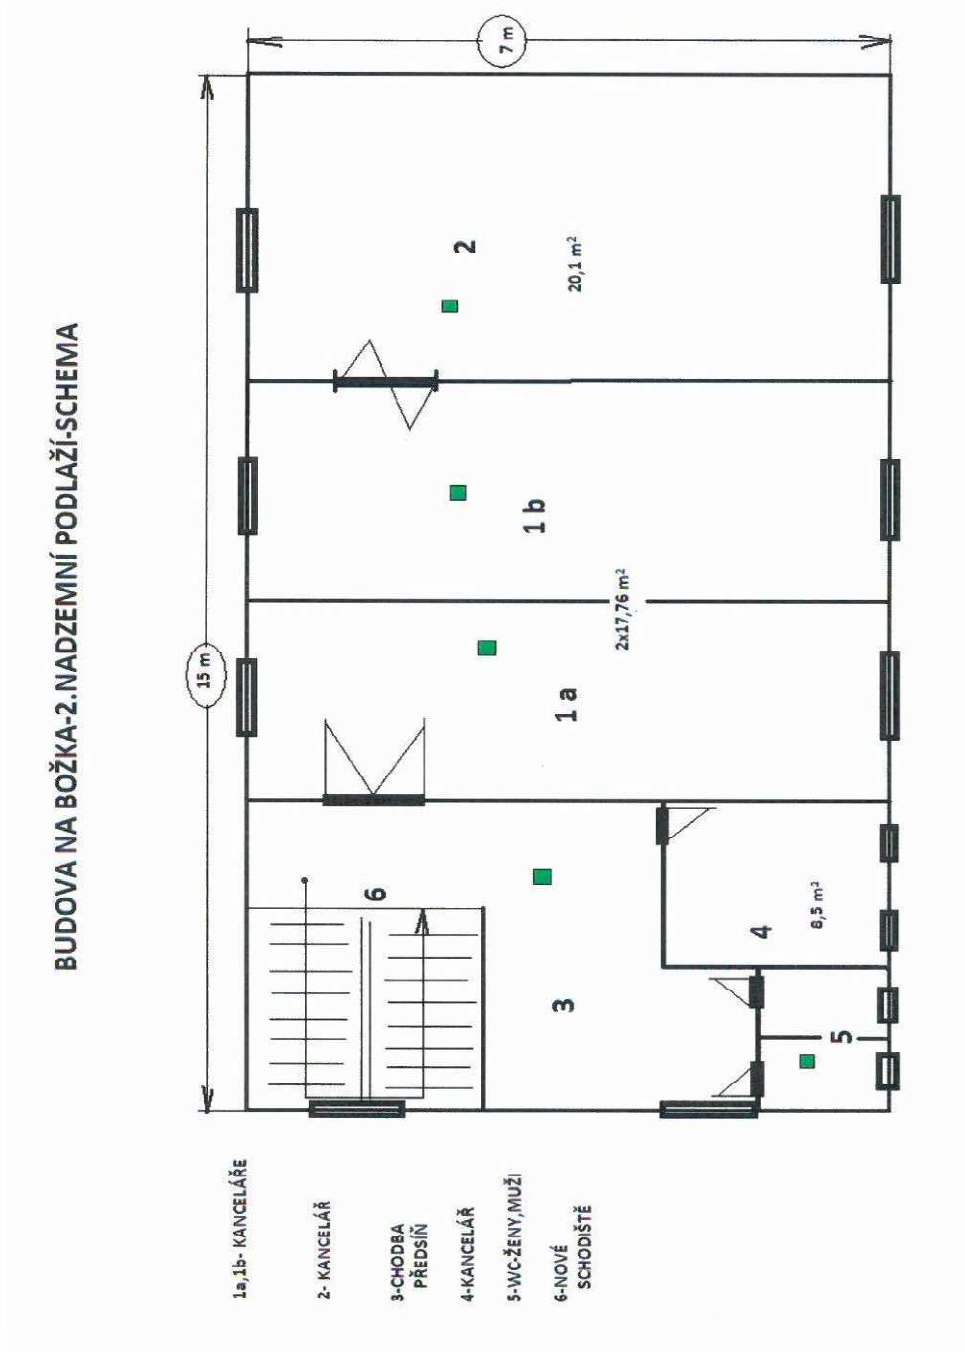 BUDOVA NA BOŽKA-2.NADZEMNÍ PODLAŽÍ-SCHEMA
15 m
7 m
6
3
5
4
8,5 m²
1 a
2x17,76 m²
1 b
2
20,1 m²
1a,1b- KANCELÁŘE
2- KANCELÁŘ
3-CHODBA
PŘEDSÍŇ
4-KANCELÁŘ
5-WC-ŽENY,MUŽI
6-NOVÉ
SCHODIŠTĚ